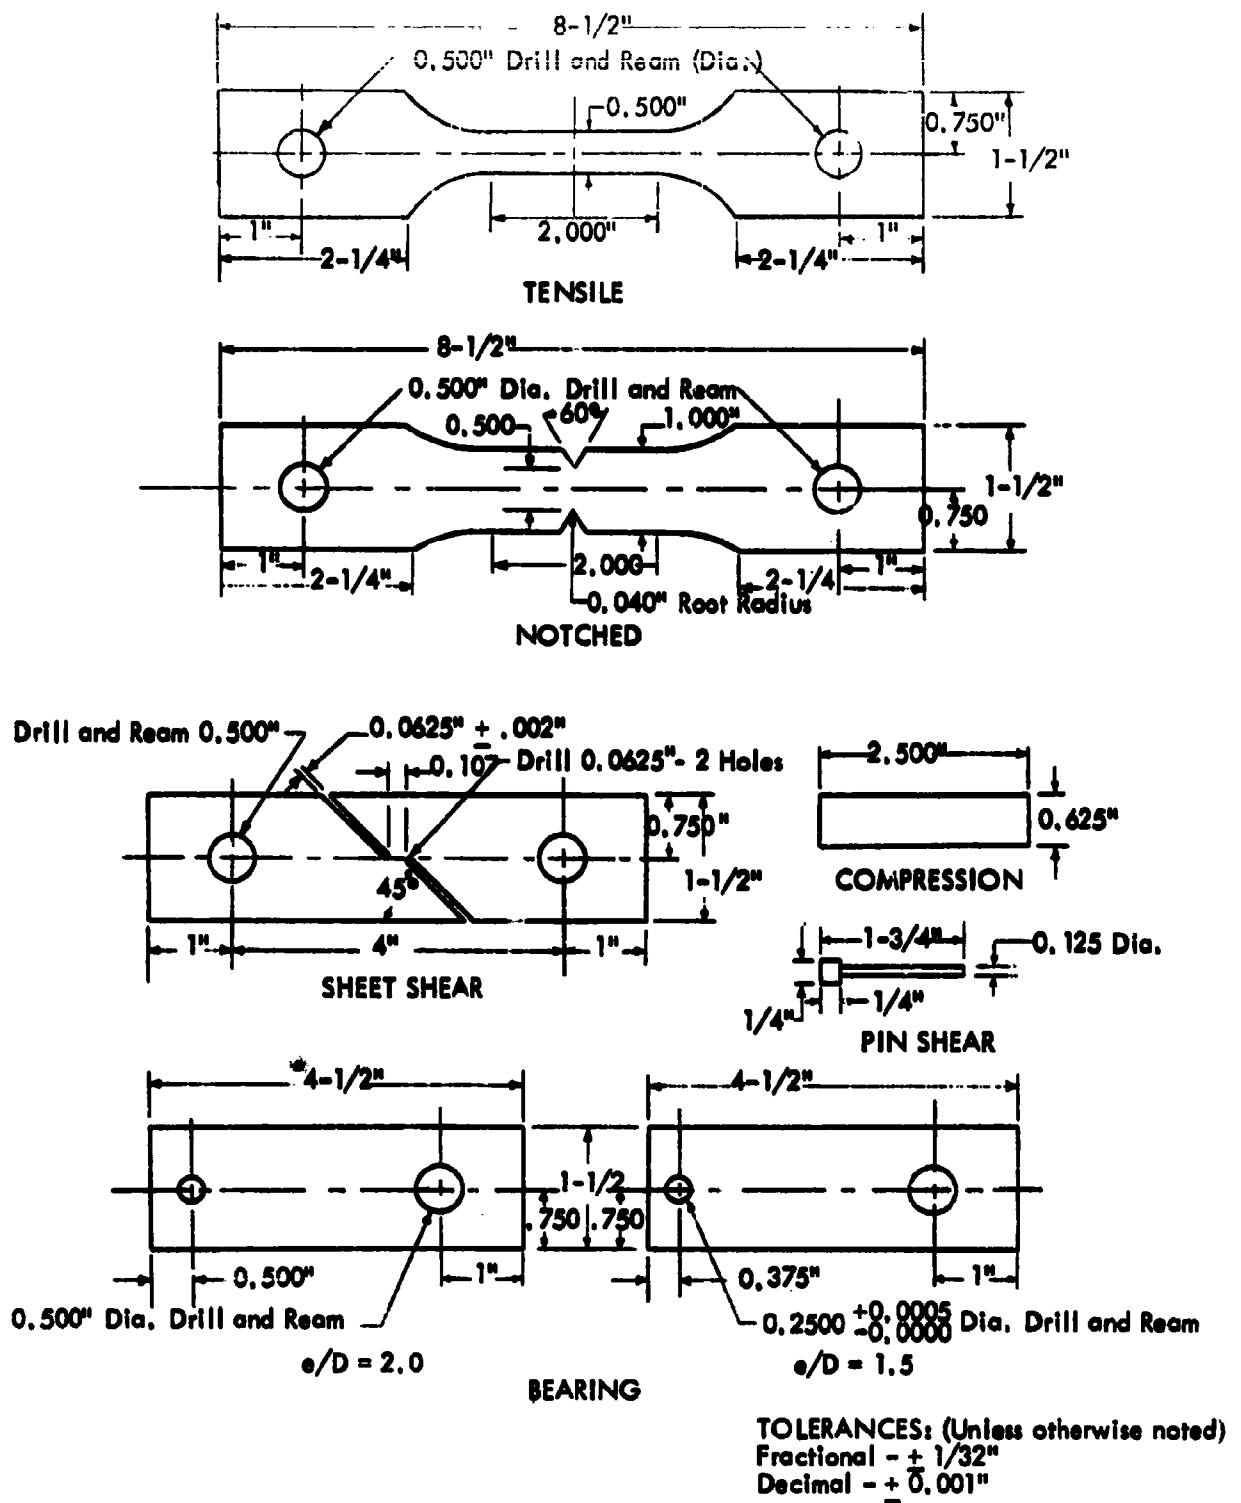 8-1/2"
0.500" Drill and Ream (Dia.)
0.500"
0.750"
1-1/2"
1"
2.000"
1"
2-1/4"
2-1/4"
TENSILE
8-1/2"
0.500" Dia. Drill and Ream
60°
0.500
1.000"
1-1/2"
0.750
1"
2.000
1"
2-1/4"
2-1/4
0.040" Root Radius
NOTCHED
Drill and Ream 0.500"
0.0625" ± .002"
0.107
Drill 0.0625"- 2 Holes
0.750"
1-1/2"
45°
1"
4"
1"
SHEET SHEAR
2.500"
0.625"
COMPRESSION
1-3/4"
0.125 Dia.
1/4"
1/4"
PIN SHEAR
4-1/2"
4-1/2"
1-1/2
.750
.750
0.500"
1"
0.375"
1"
0.500" Dia. Drill and Ream
0.2500 +0.0005 -0.0000 Dia. Drill and Ream
e/D = 2.0
e/D = 1.5
BEARING
TOLERANCES: (Unless otherwise noted)
Fractional - ± 1/32"
Decimal - ± 0.001"